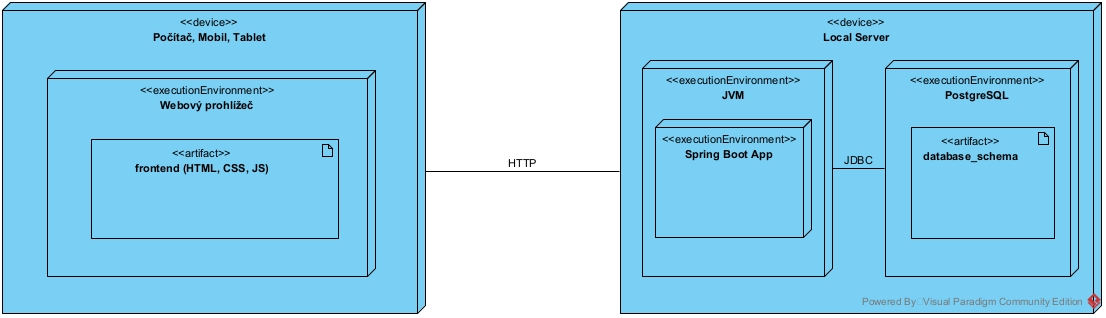 <<device>>
Počítač, Mobil, Tablet
<<executionEnvironment>>
Webový prohlížeč
<<artifact>>
frontend (HTML, CSS, JS)
HTTP
<<device>>
Local Server
<<executionEnvironment>>
JVM
<<executionEnvironment>>
Spring Boot App
JDBC
<<executionEnvironment>>
PostgreSQL
<<artifact>>
database_schema
Powered By Visual Paradigm Community Edition